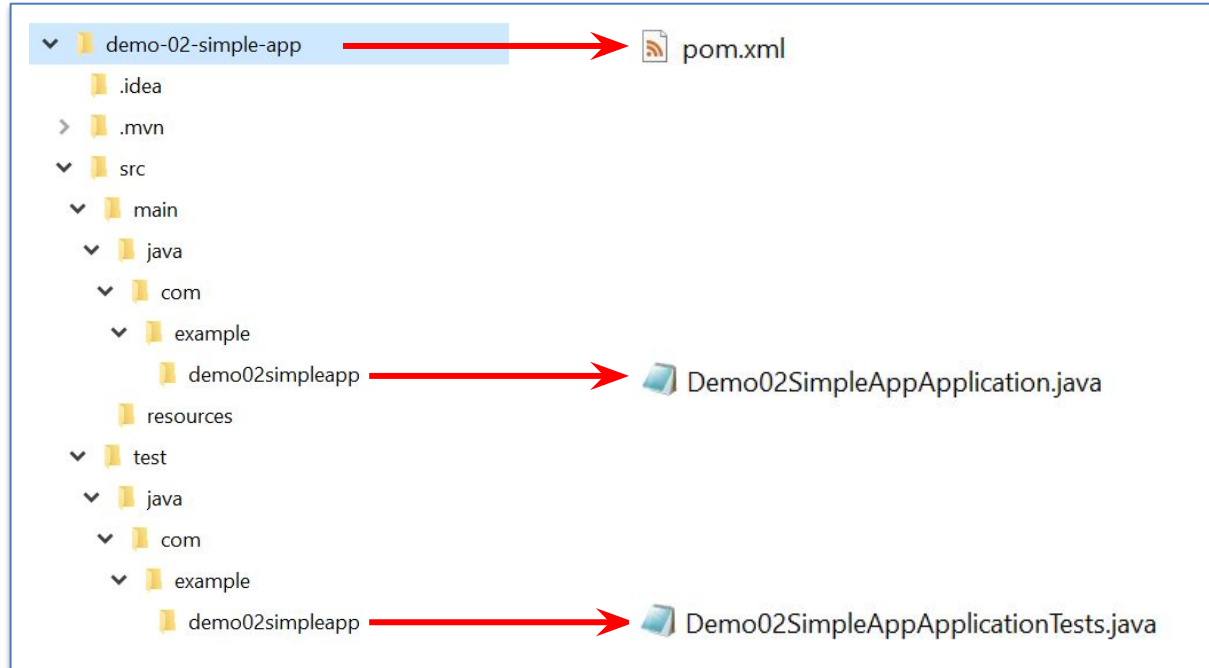 demo-02-simple-app pom.xml
.idea
.mvn
src
main
java
com
example
demo02simpleapp Demo02SimpleAppApplication.java
resources
test
java
com
example
demo02simpleapp Demo02SimpleAppApplicationTests.java